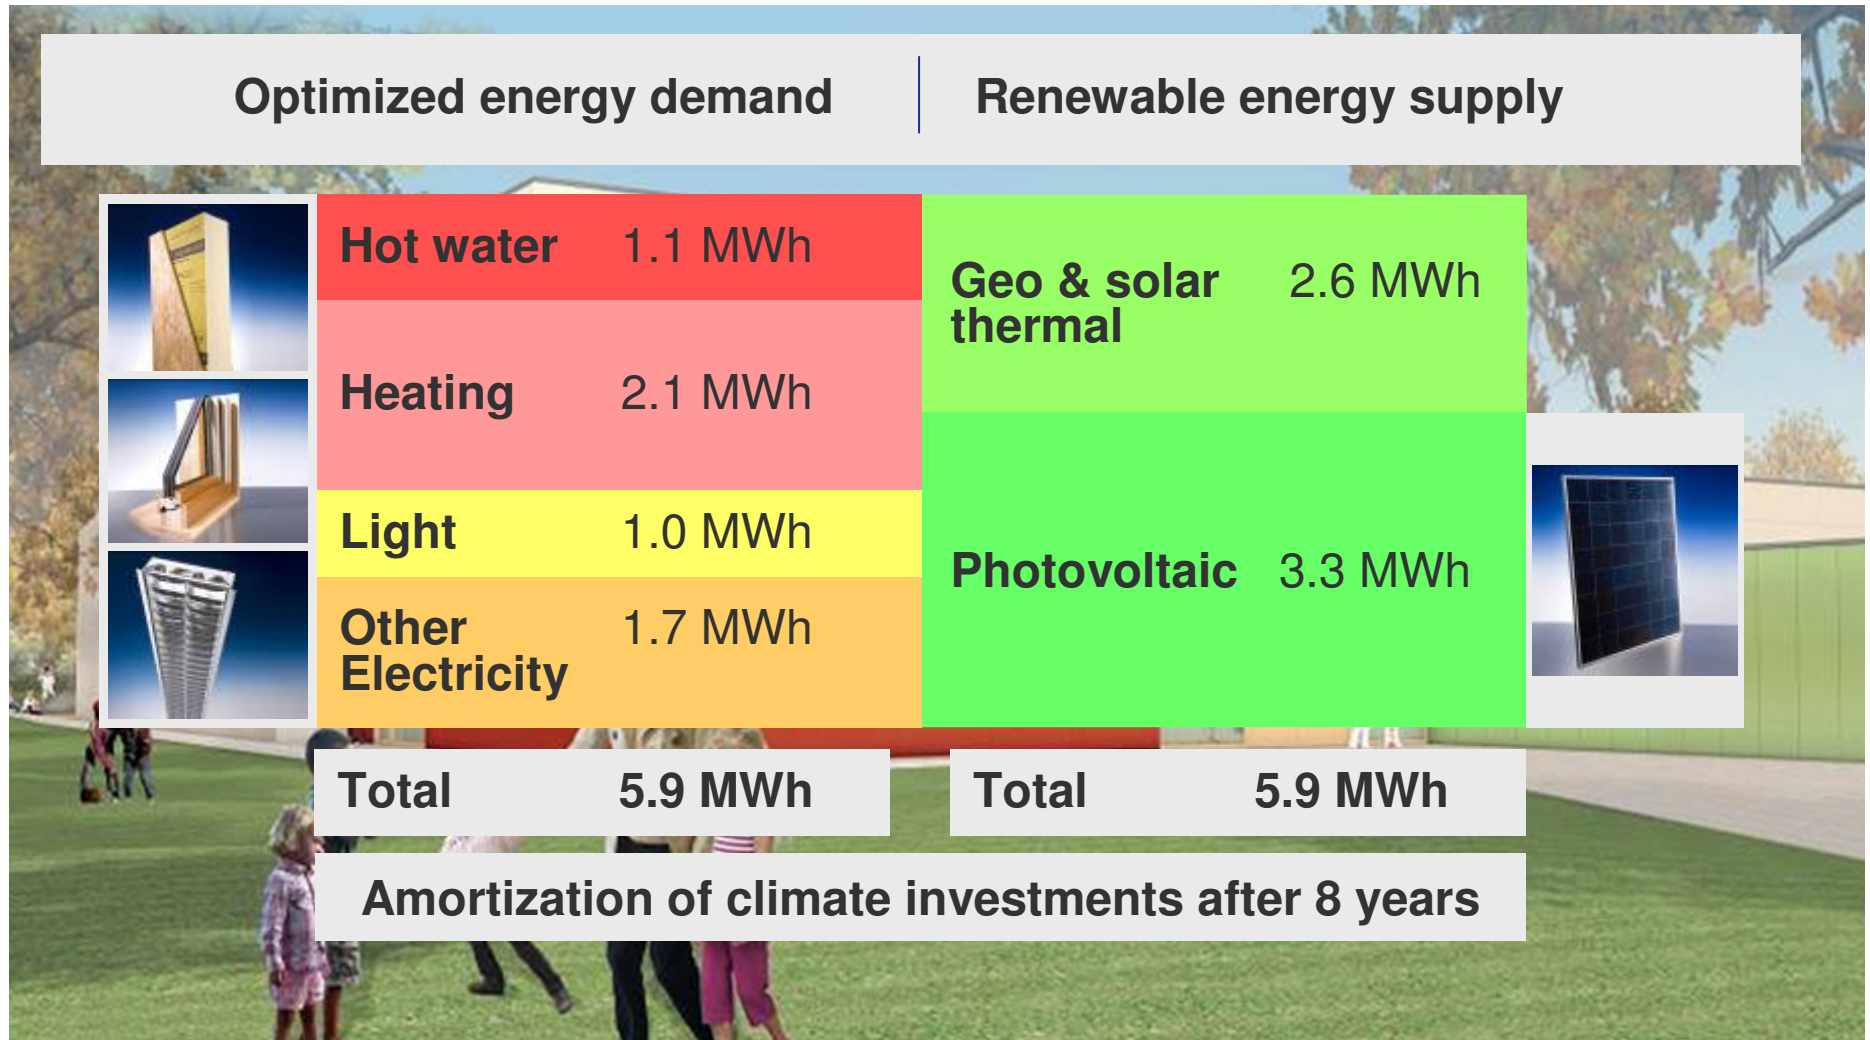 Optimized energy demand
Renewable energy supply
Hot water 1.1 MWh
Heating 2.1 MWh
Light 1.0 MWh
Other 1.7 MWh
Electricity
Geo & solar 2.6 MWh
thermal
Photovoltaic 3.3 MWh
Total 5.9 MWh
Total 5.9 MWh
Amortization of climate investments after 8 years